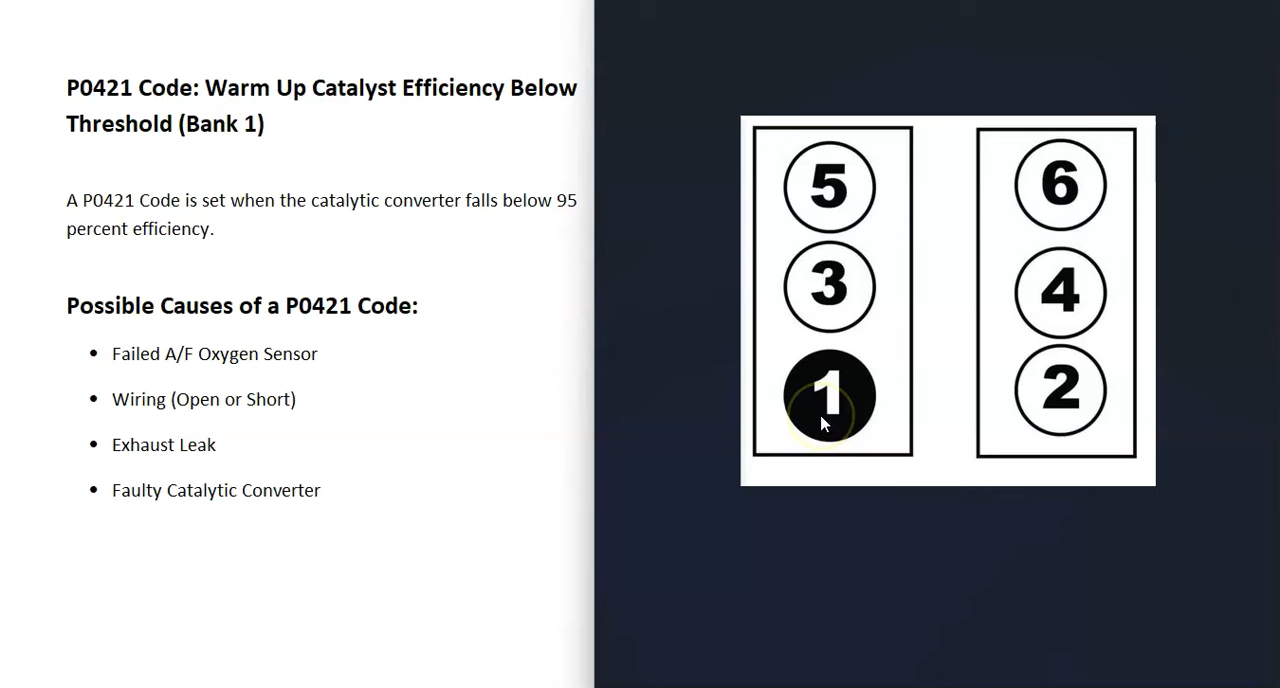 P0421 Code: Warm Up Catalyst Efficiency Below
Threshold (Bank 1)
A P0421 Code is set when the catalytic converter falls below 95
percent efficiency.
Possible Causes of a P0421 Code:
• Failed A/F Oxygen Sensor
• Wiring (Open or Short)
• Exhaust Leak
• Faulty Catalytic Converter
5 6
3 4
1 2